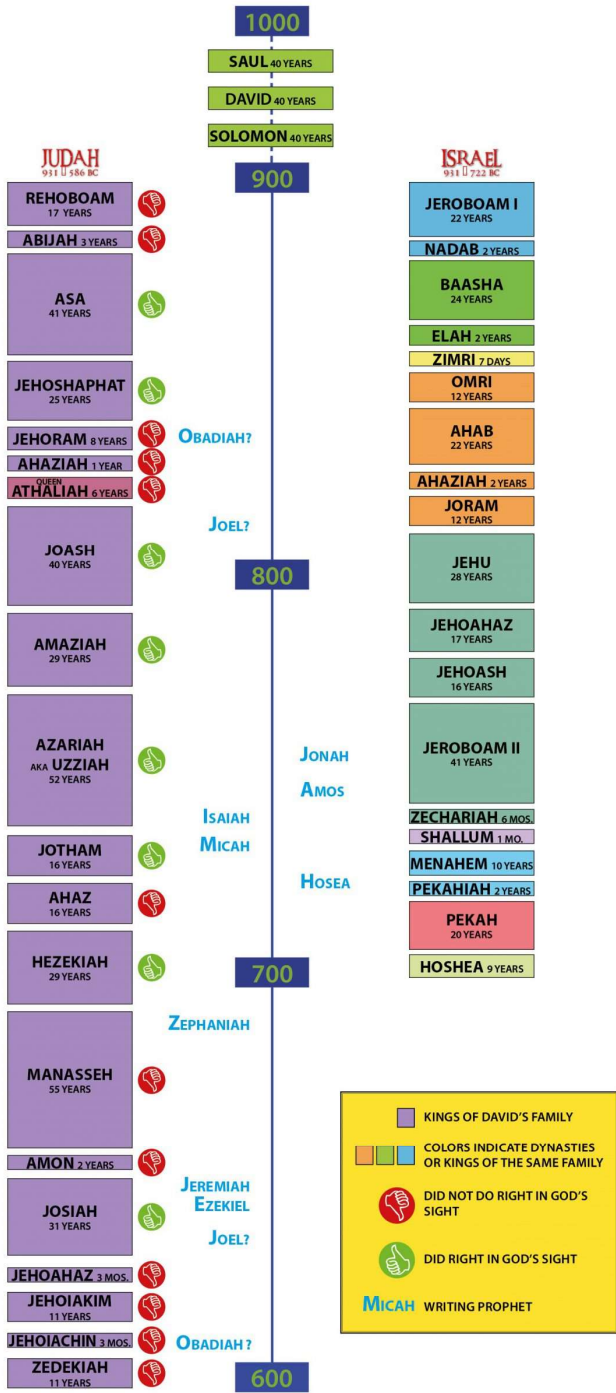 1000
SAUL 40 YEARS
DAVID 40 YEARS
SOLOMON 40 YEARS
900
JUDAH
931 586 BC
REHOBOAM
17 YEARS
ABIJAH 3 YEARS
ASA
41 YEARS
JEHOSHAPHAT
25 YEARS
JEHORAM 8 YEARS
AHAZIAH 1 YEAR
QUEEN
ATHALIAH 6 YEARS
JOASH
40 YEARS
AMAZIAH
29 YEARS
AZARIAH
AKA UZZIAH
52 YEARS
JOTHAM
16 YEARS
AHAZ
16 YEARS
HEZEKIAH
29 YEARS
MANASSEH
55 YEARS
AMON 2 YEARS
JOSIAH
31 YEARS
JEHOAHAZ 3 MOS.
JEHOIAKIM
11 YEARS
JEHOIACHIN 3 MOS.
ZEDEKIAH
11 YEARS
OBADIAH?
JOEL?
800
JONAH
AMOS
ISAIAH
MICAH
HOSEA
700
ZEPHANIAH
JEREMIAH
EZEKIEL
JOEL?
OBADIAH?
600
ISRAEL
931 722 BC
JEROBOAM I
22 YEARS
NADAB 2 YEARS
BAASHA
24 YEARS
ELAH 2 YEARS
ZIMRI 7 DAYS
OMRI
12 YEARS
AHAB
22 YEARS
AHAZIAH 2 YEARS
JORAM
12 YEARS
JEHU
28 YEARS
JEHOAHAZ
17 YEARS
JEHOASH
16 YEARS
JEROBOAM II
41 YEARS
ZECHARIAH 6 MOS.
SHALLUM 1 MO.
MENAHEM 10 YEARS
PEKAHIAH 2 YEARS
PEKAH
20 YEARS
HOSHEA 9 YEARS
KINGS OF DAVID'S FAMILY
COLORS INDICATE DYNASTIES
OR KINGS OF THE SAME FAMILY
DID NOT DO RIGHT IN GOD'S
SIGHT
DID RIGHT IN GOD'S SIGHT
MICAH WRITING PROPHET